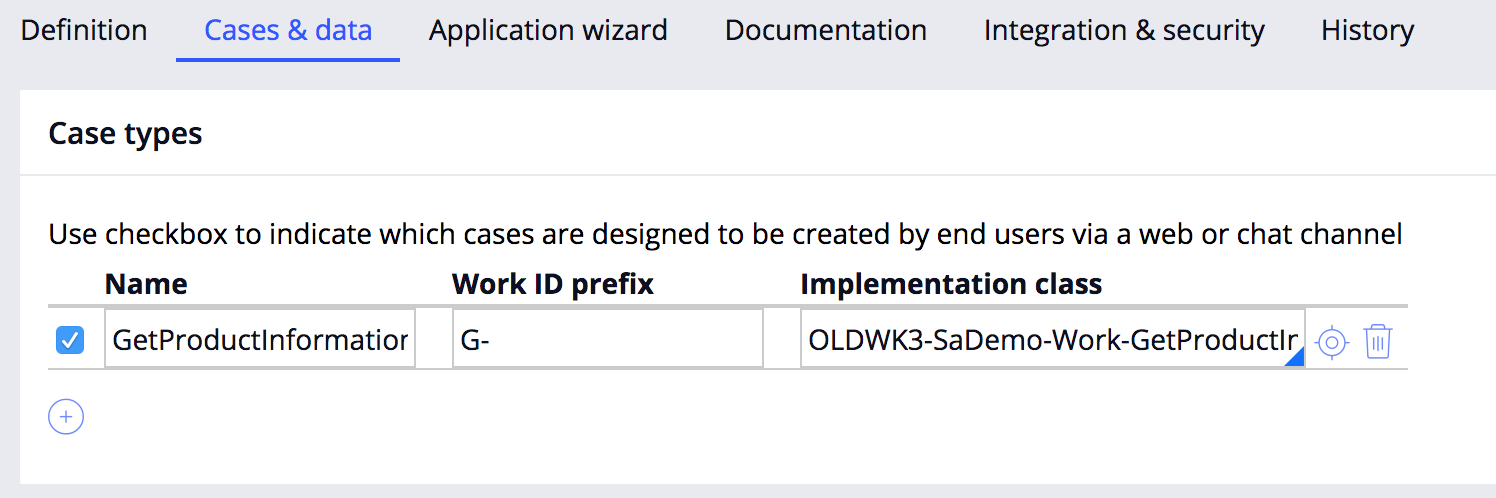 Definition Cases & data Application wizard Documentation Integration & security History
Case types
Use checkbox to indicate which cases are designed to be created by end users via a web or chat channel
Name Work ID prefix Implementation class
GetProductInformation G- OLDWK3-SaDemo-Work-GetProductIn